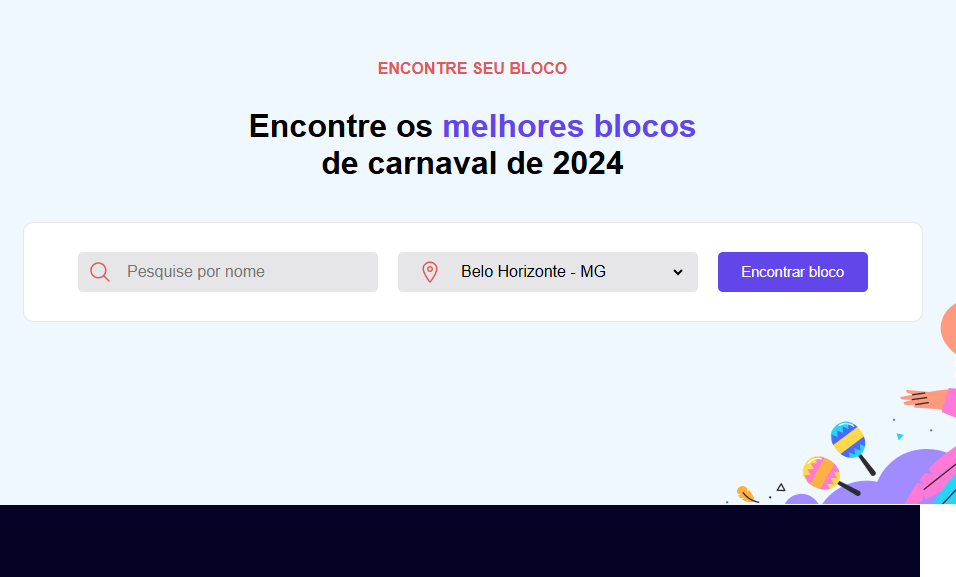 ENCONTRE SEU BLOCO
Encontre os melhores blocos
de carnaval de 2024
Pesquise por nome
Belo Horizonte - MG
Encontrar bloco